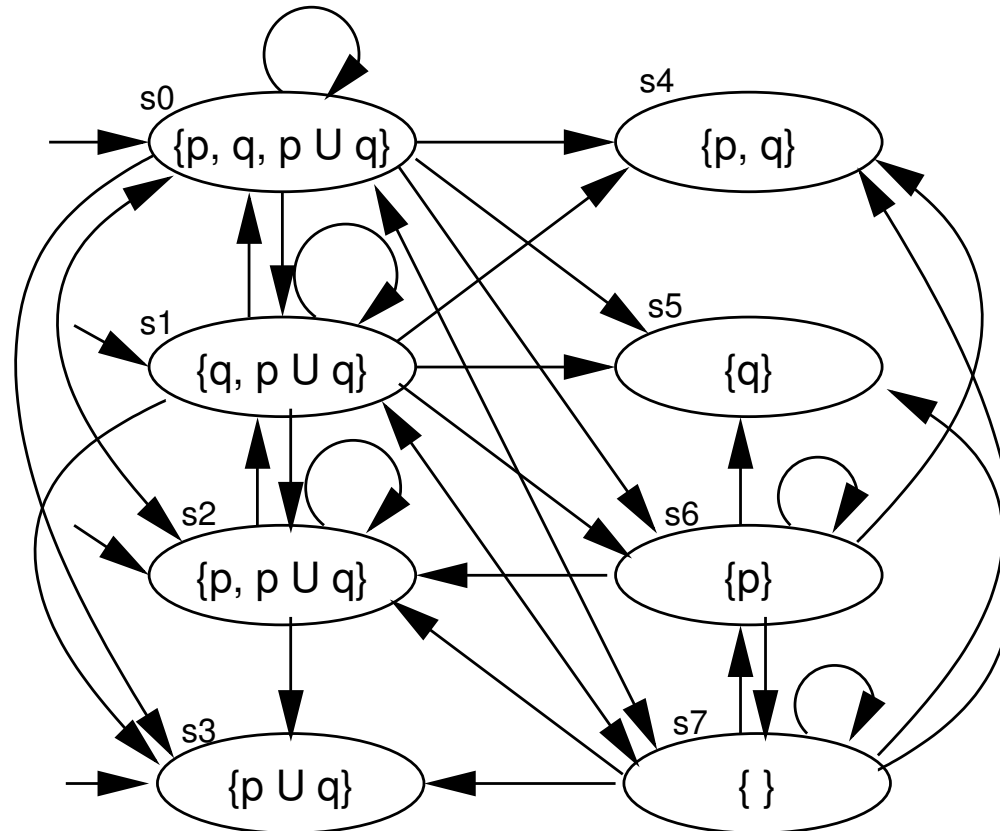 s0
{p, q, p U q}
s4
{p, q}
s1
{q, p U q}
s5
{q}
s2
{p, p U q}
s6
{p}
s3
{p U q}
s7
{ }